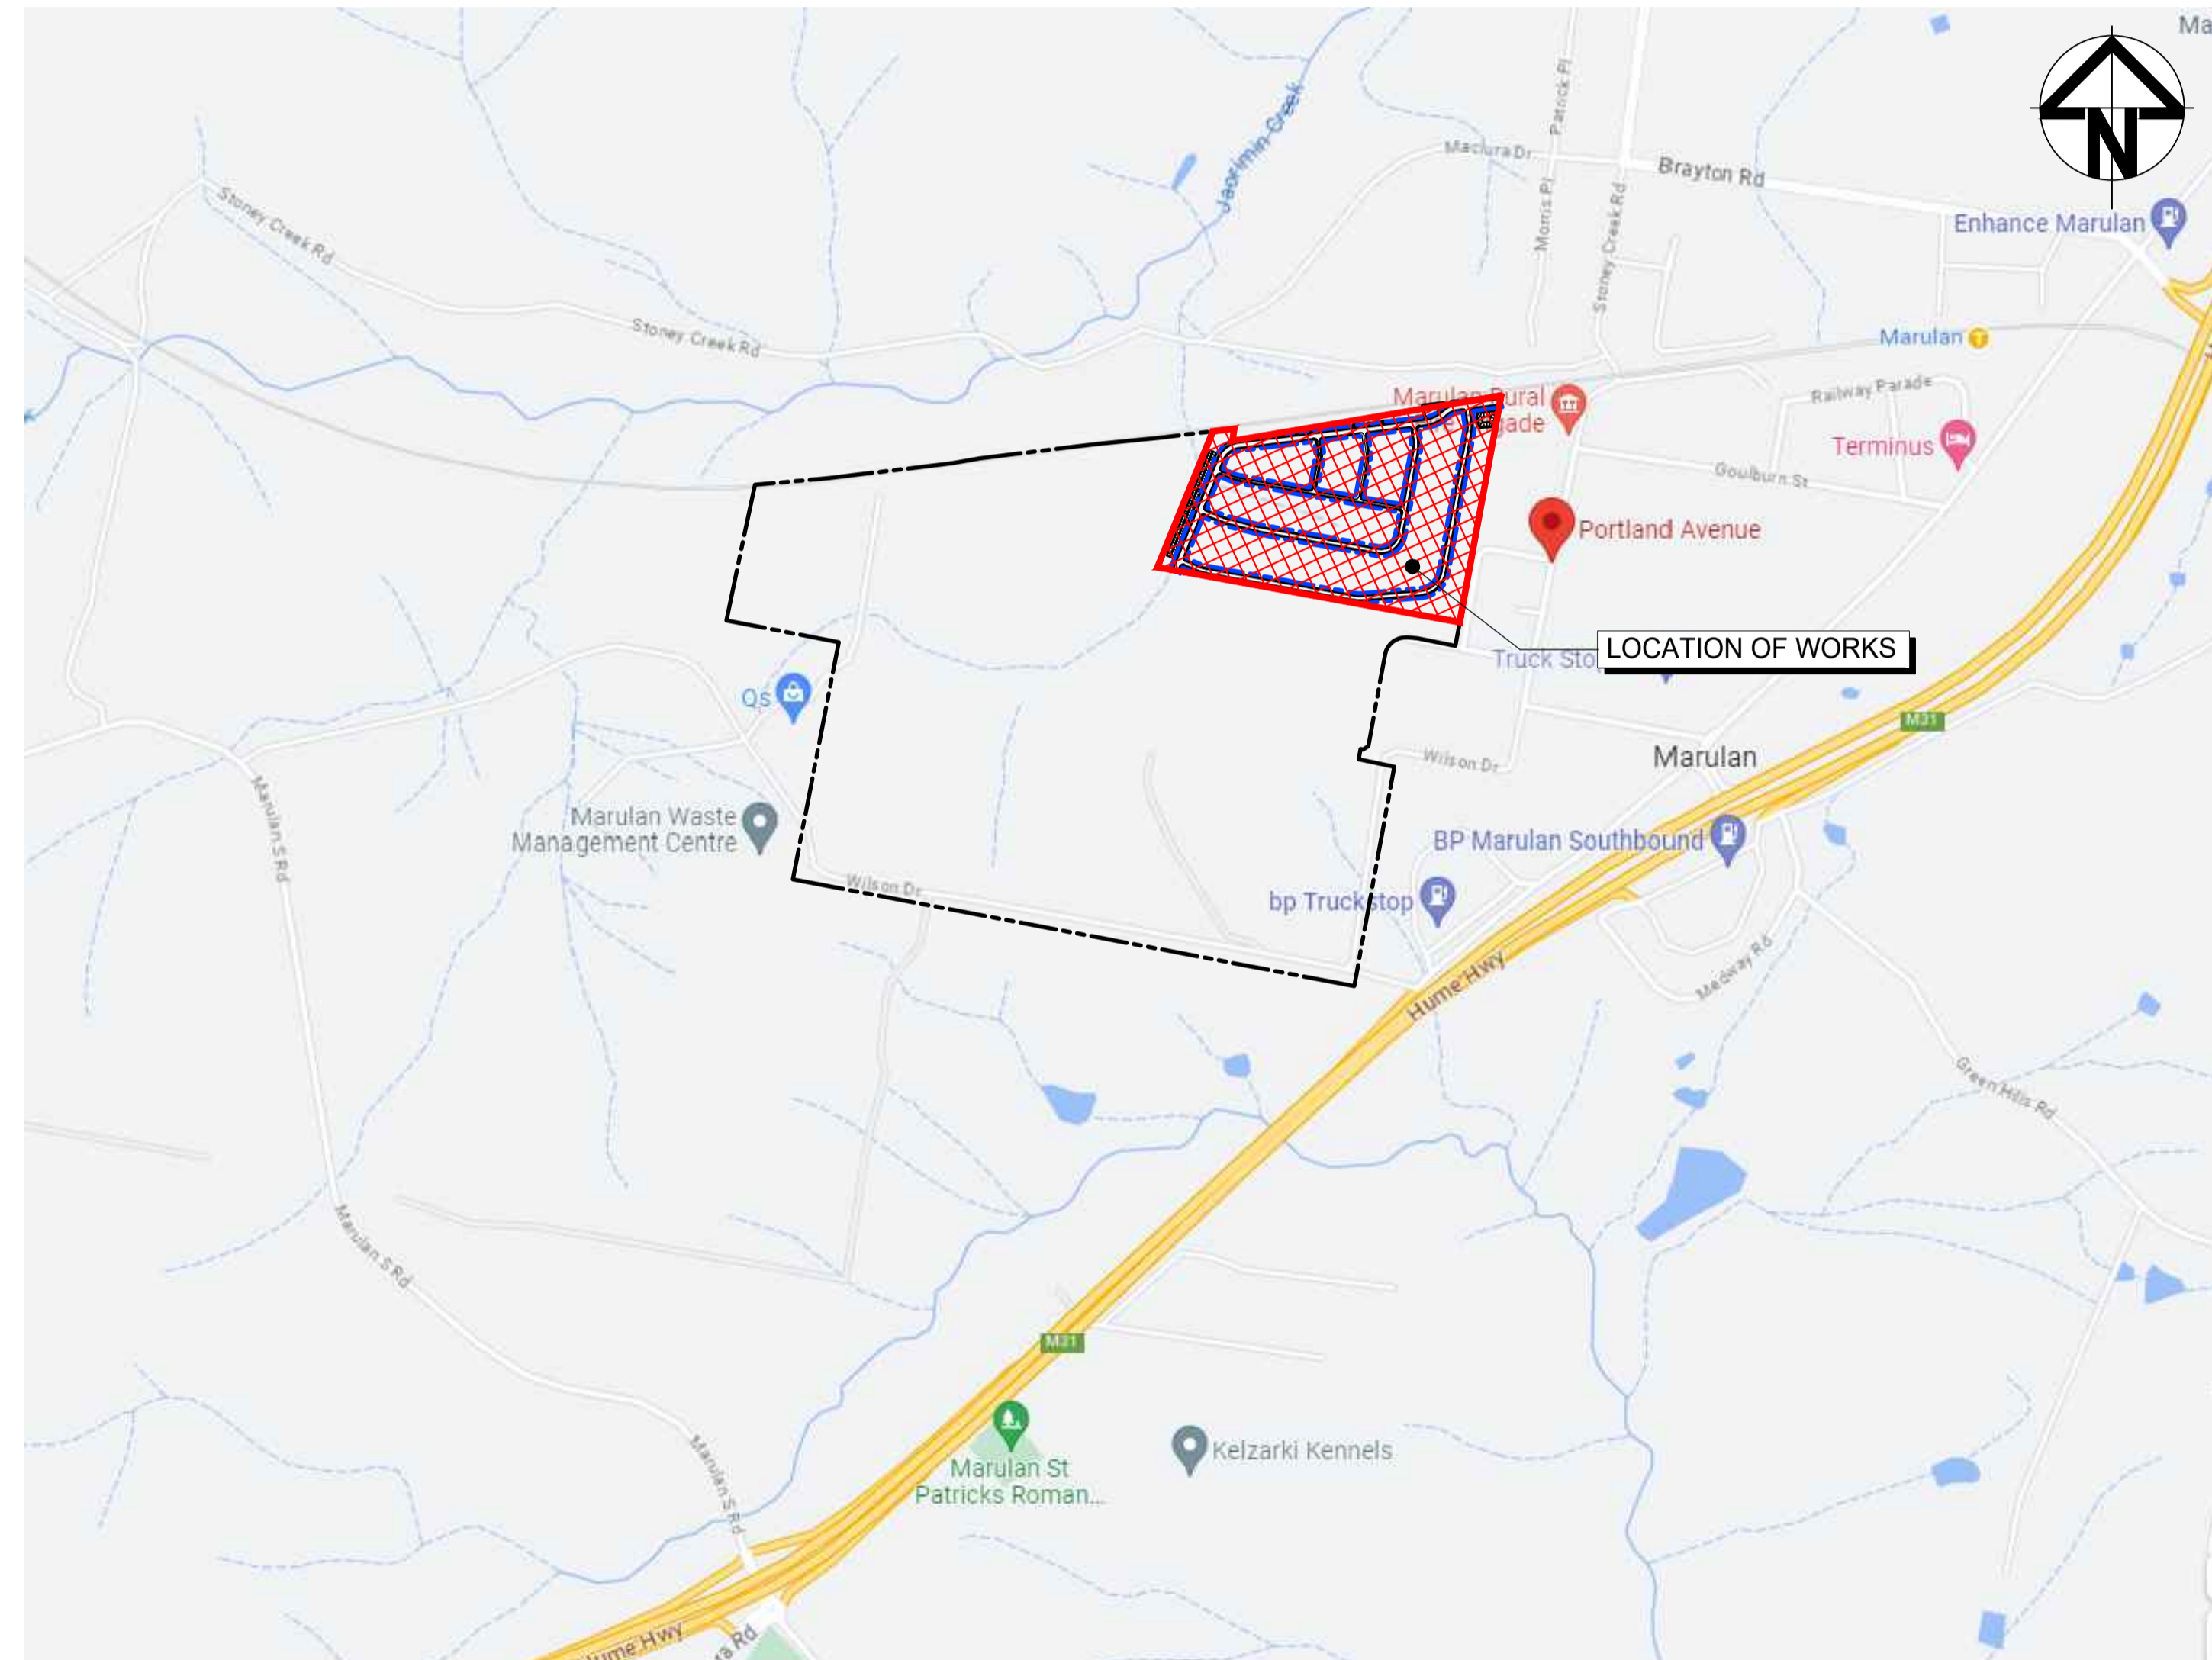 Ma
N
Jaorimin Creek
Patrick Pl
Maclura Dr
Brayton Rd
Morris Pl
Stoney Creek Rd
Enhance Marulan
Stoney Creek Rd
Stoney Creek Rd
Marulan
Railway Parade
Marulan Rural
gade
Terminus
Goulburn St
Portland Avenue
LOCATION OF WORKS
Truck Sto
Qs
M31
Wilson Dr
Marulan
Marulan S Rd
Marulan Waste
Management Centre
BP Marulan Southbound
Wilson Dr
bp Truckstop
Hume Hwy
Medway Rd
Green Hills Rd
Marulan S Rd
M31
Marulan S Rd
Marulan St
Patricks Roman...
Kelzarki Kennels
Hume Hwy
ra Rd